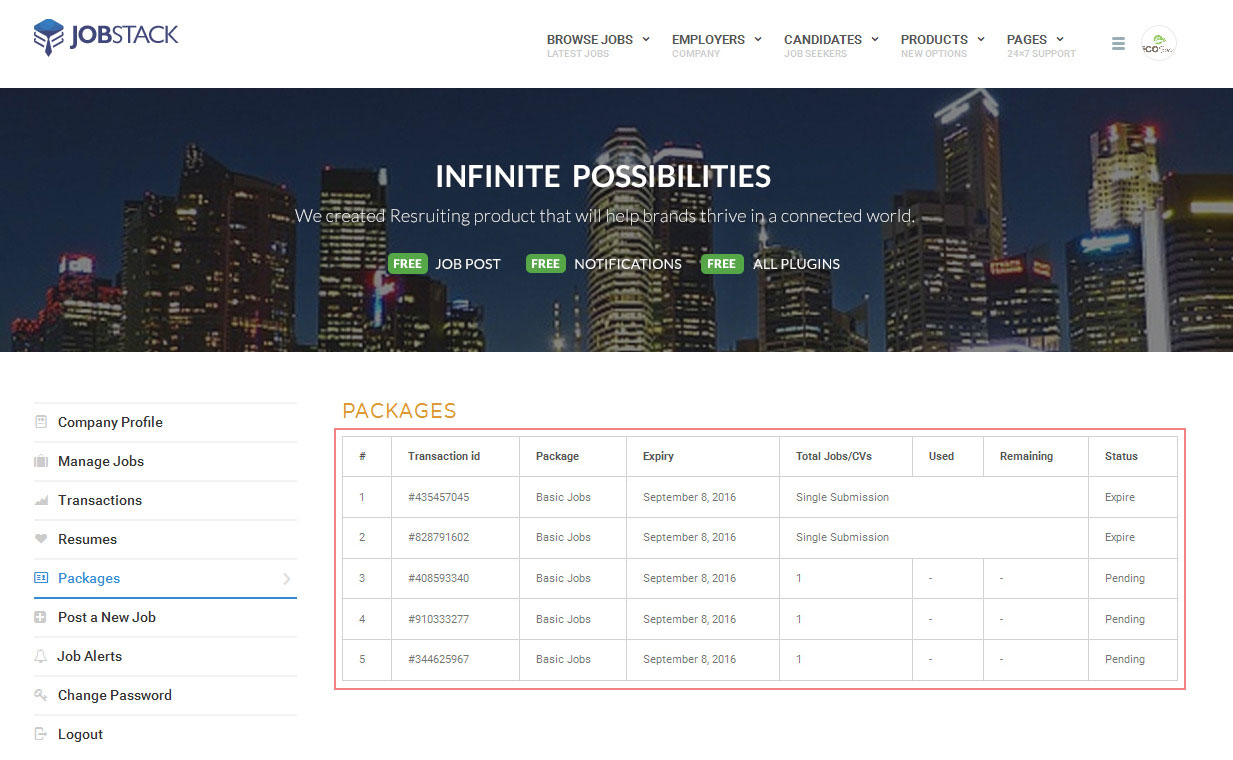 JOBSTACK
BROWSE JOBS EMPLOYERS CANDIDATES PRODUCTS PAGES
LATEST JOBS COMPANY JOB SEEKERS NEW OPTIONS 24×7 SUPPORT
INFINITE POSSIBILITIES
We created Resruiting product that will help brands thrive in a connected world.
FREE JOB POST FREE NOTIFICATIONS FREE ALL PLUGINS
Company Profile
Manage Jobs
Transactions
Resumes
Packages
Post a New Job
Job Alerts
Change Password
Logout
PACKAGES
# Transaction id Package Expiry Total Jobs/CVs Used Remaining Status
1 #435457045 Basic Jobs September 8, 2016 Single Submission Expire
2 #828791602 Basic Jobs September 8, 2016 Single Submission Expire
3 #408593340 Basic Jobs September 8, 2016 1 - - Pending
4 #910333277 Basic Jobs September 8, 2016 1 - - Pending
5 #344625967 Basic Jobs September 8, 2016 1 - - Pending